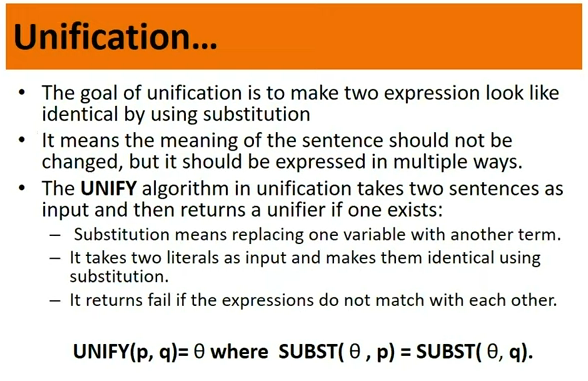 Unification...
• The goal of unification is to make two expression look like
identical by using substitution
• It means the meaning of the sentence should not be
changed, but it should be expressed in multiple ways.
• The UNIFY algorithm in unification takes two sentences as
input and then returns a unifier if one exists:
– Substitution means replacing one variable with another term.
– It takes two literals as input and makes them identical using
substitution.
– It returns fail if the expressions do not match with each other.
UNIFY(p, q)= θ where SUBST( θ , p) = SUBST( θ, q).